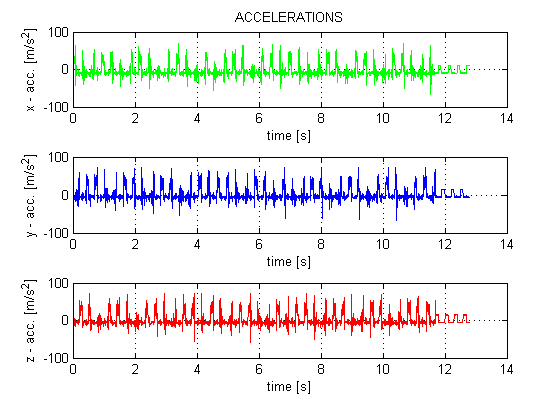 ACCELERATIONS
x - acc. [m/s²]
100
0
-100
0 2 4 6 8 10 12 14
time [s]
y - acc. [m/s²]
100
0
-100
0 2 4 6 8 10 12 14
time [s]
z - acc. [m/s²]
100
0
-100
0 2 4 6 8 10 12 14
time [s]